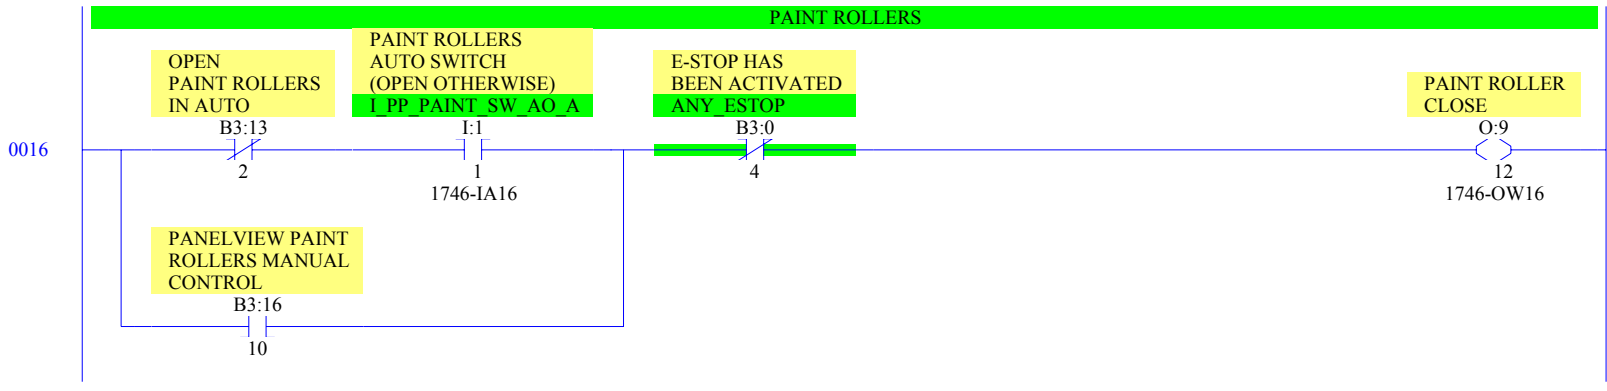 PAINT ROLLERS
OPEN
PAINT ROLLERS
IN AUTO
B3:13
2
PAINT ROLLERS
AUTO SWITCH
(OPEN OTHERWISE)
I_PP_PAINT_SW_AO_A
I:1
1
1746-IA16
E-STOP HAS
BEEN ACTIVATED
ANY_ESTOP
B3:0
4
PAINT ROLLER
CLOSE
O:9
12
1746-OW16
0016
PANELVIEW PAINT
ROLLERS MANUAL
CONTROL
B3:16
10